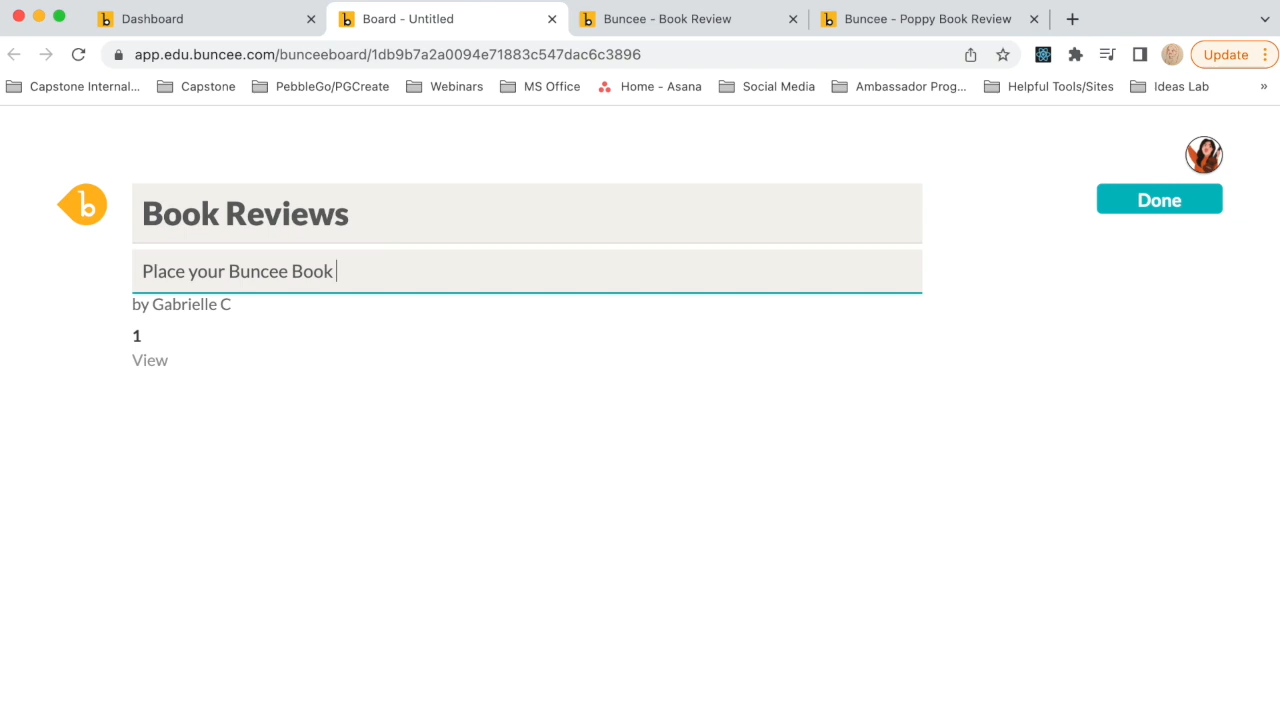 Dashboard
Board - Untitled
Buncee - Book Review
Buncee - Poppy Book Review
app.edu.buncee.com/bunceeboard/1db9b7a2a0094e71883c547dac6c3896
Update
Capstone Internal...
Capstone
PebbleGo/PGCreate
Webinars
MS Office
Home - Asana
Social Media
Ambassador Prog...
Helpful Tools/Sites
Ideas Lab
»
b
Book Reviews
Done
Place your Buncee Book
by Gabrielle C
1
View